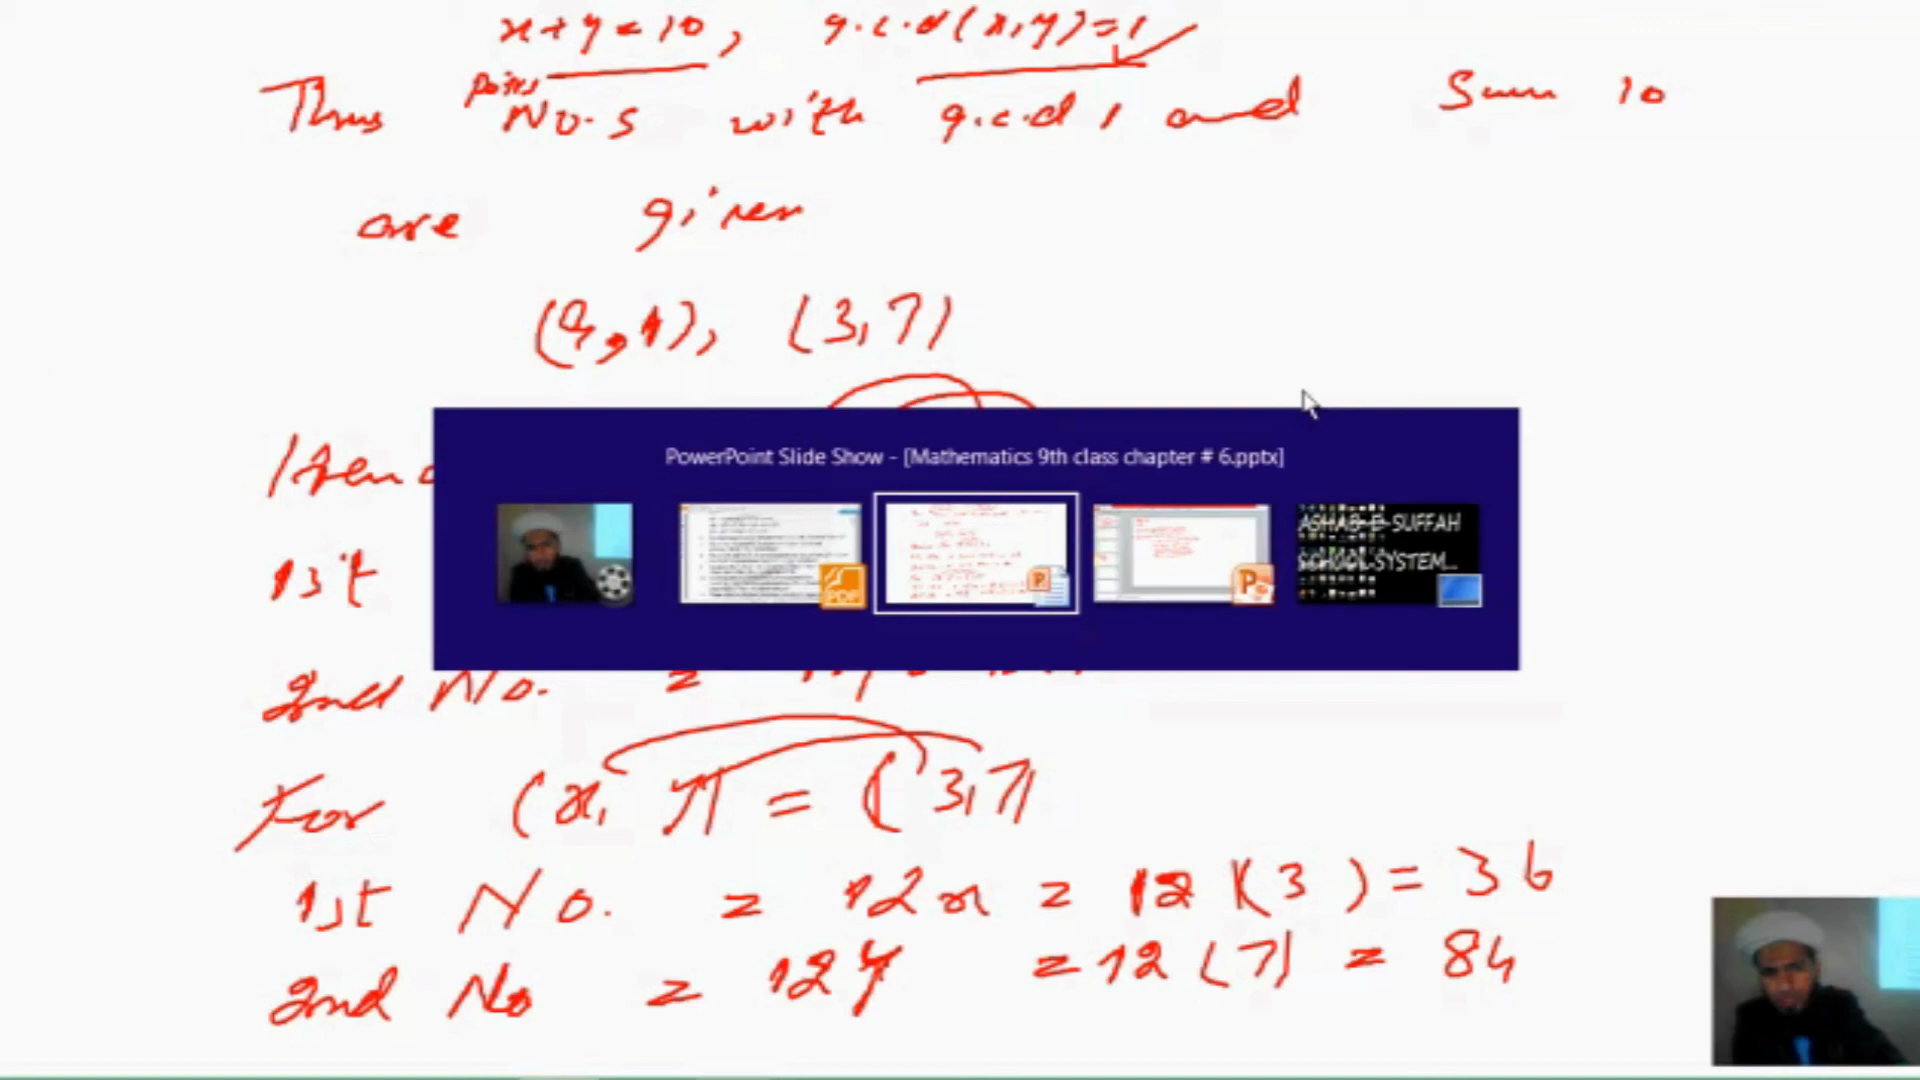 x+y=10, g.c.d(x,y)=1
Thus pairs No.s with g.c.d 1 and Sum 10
are given
(9,1), (3,7)
PowerPoint Slide Show - [Mathematics 9th class chapter # 6.pptx]
ASHAB-E-SUFFAH
SCHOOL SYSTEM...
1st
2nd No. =
For (x, y) = (3,7)
1st No. = 12x = 12 (3) = 36
2nd No = 12y = 12 (7) = 84